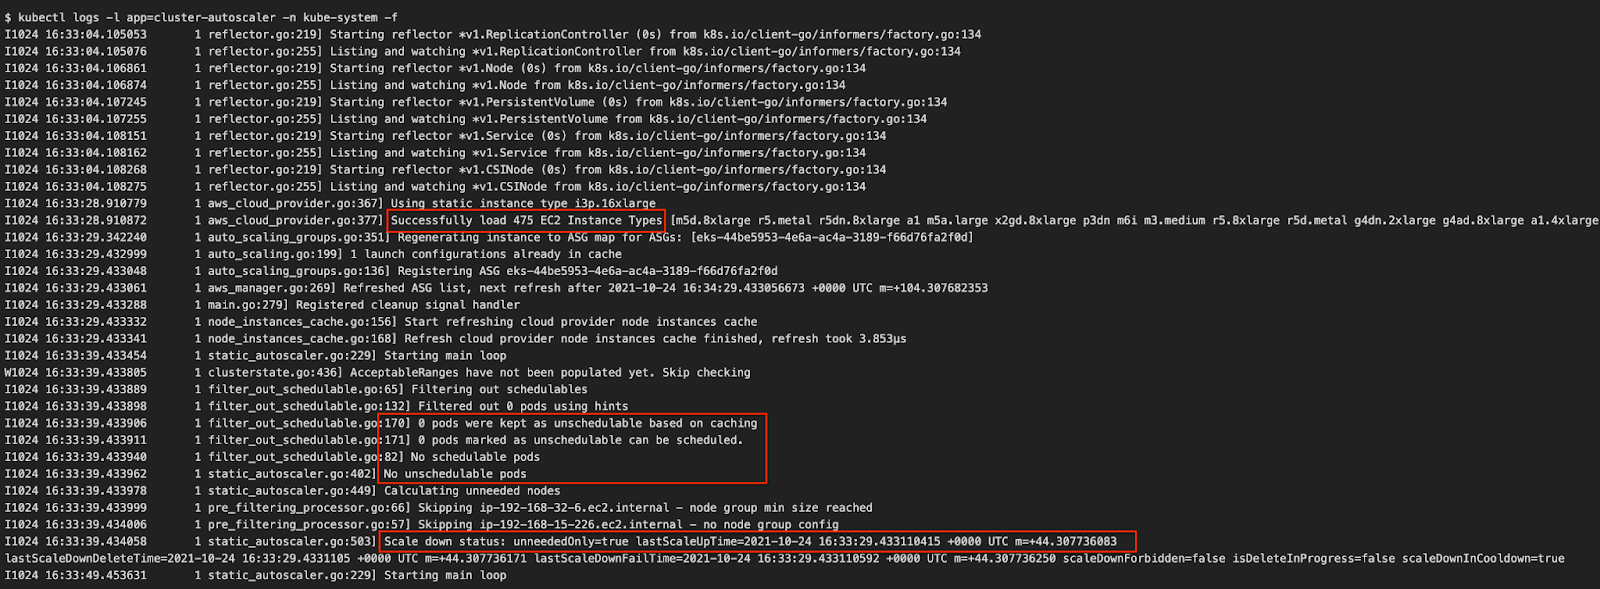 $ kubectl logs -l app=cluster-autoscaler -n kube-system -f
I1024 16:33:04.105053       1 reflector.go:219] Starting reflector *v1.ReplicationController (0s) from k8s.io/client-go/informers/factory.go:134
I1024 16:33:04.105076       1 reflector.go:255] Listing and watching *v1.ReplicationController from k8s.io/client-go/informers/factory.go:134
I1024 16:33:04.106861       1 reflector.go:219] Starting reflector *v1.Node (0s) from k8s.io/client-go/informers/factory.go:134
I1024 16:33:04.106874       1 reflector.go:255] Listing and watching *v1.Node from k8s.io/client-go/informers/factory.go:134
I1024 16:33:04.107245       1 reflector.go:219] Starting reflector *v1.PersistentVolume (0s) from k8s.io/client-go/informers/factory.go:134
I1024 16:33:04.107255       1 reflector.go:255] Listing and watching *v1.PersistentVolume from k8s.io/client-go/informers/factory.go:134
I1024 16:33:04.108151       1 reflector.go:219] Starting reflector *v1.Service (0s) from k8s.io/client-go/informers/factory.go:134
I1024 16:33:04.108162       1 reflector.go:255] Listing and watching *v1.Service from k8s.io/client-go/informers/factory.go:134
I1024 16:33:04.108268       1 reflector.go:219] Starting reflector *v1.CSINode (0s) from k8s.io/client-go/informers/factory.go:134
I1024 16:33:04.108275       1 reflector.go:255] Listing and watching *v1.CSINode from k8s.io/client-go/informers/factory.go:134
I1024 16:33:28.910779       1 aws_cloud_provider.go:367] Using static instance type i3p.16xlarge
I1024 16:33:28.910872       1 aws_cloud_provider.go:377] Successfully load 475 EC2 Instance Types [m5d.8xlarge r5.metal r5dn.8xlarge a1 m5a.large x2gd.8xlarge p3dn m6i m3.medium r5.8xlarge r5d.metal g4dn.2xlarge g4ad.8xlarge a1.4xlarge
I1024 16:33:29.342240       1 auto_scaling_groups.go:351] Regenerating instance to ASG map for ASGs: [eks-44be5953-4e6a-ac4a-3189-f66d76fa2f0d]
I1024 16:33:29.432999       1 auto_scaling.go:199] 1 launch configurations already in cache
I1024 16:33:29.433048       1 auto_scaling_groups.go:136] Registering ASG eks-44be5953-4e6a-ac4a-3189-f66d76fa2f0d
I1024 16:33:29.433061       1 aws_manager.go:269] Refreshed ASG list, next refresh after 2021-10-24 16:34:29.433056673 +0000 UTC m=+104.307682353
I1024 16:33:29.433288       1 main.go:279] Registered cleanup signal handler
I1024 16:33:29.433332       1 node_instances_cache.go:156] Start refreshing cloud provider node instances cache
I1024 16:33:29.433341       1 node_instances_cache.go:168] Refresh cloud provider node instances cache finished, refresh took 3.853µs
I1024 16:33:39.433454       1 static_autoscaler.go:229] Starting main loop
W1024 16:33:39.433805       1 clusterstate.go:436] AcceptableRanges have not been populated yet. Skip checking
I1024 16:33:39.433889       1 filter_out_schedulable.go:65] Filtering out schedulables
I1024 16:33:39.433898       1 filter_out_schedulable.go:132] Filtered out 0 pods using hints
I1024 16:33:39.433906       1 filter_out_schedulable.go:170] 0 pods were kept as unschedulable based on caching
I1024 16:33:39.433911       1 filter_out_schedulable.go:171] 0 pods marked as unschedulable can be scheduled.
I1024 16:33:39.433940       1 filter_out_schedulable.go:82] No schedulable pods
I1024 16:33:39.433962       1 static_autoscaler.go:402] No unschedulable pods
I1024 16:33:39.433978       1 static_autoscaler.go:449] Calculating unneeded nodes
I1024 16:33:39.433999       1 pre_filtering_processor.go:66] Skipping ip-192-168-32-6.ec2.internal - node group min size reached
I1024 16:33:39.434006       1 pre_filtering_processor.go:57] Skipping ip-192-168-15-226.ec2.internal - no node group config
I1024 16:33:39.434058       1 static_autoscaler.go:503] Scale down status: unneededOnly=true lastScaleUpTime=2021-10-24 16:33:29.433110415 +0000 UTC m=+44.307736083
lastScaleDownDeleteTime=2021-10-24 16:33:29.4331105 +0000 UTC m=+44.307736171 lastScaleDownFailTime=2021-10-24 16:33:29.433110592 +0000 UTC m=+44.307736250 scaleDownForbidden=false isDeleteInProgress=false scaleDownInCooldown=true
I1024 16:33:49.453631       1 static_autoscaler.go:229] Starting main loop